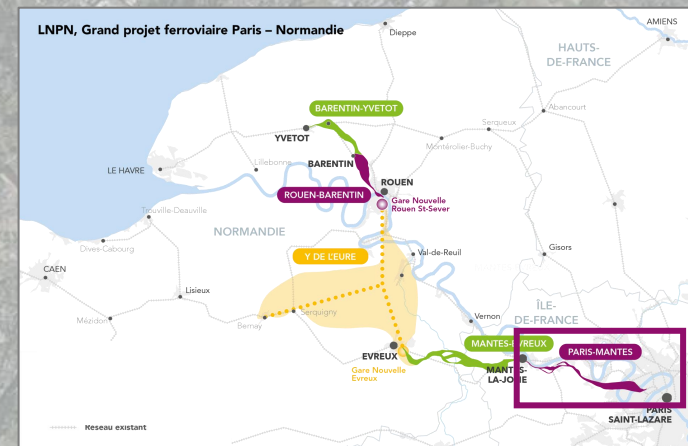 LNPN, Grand projet ferroviaire Paris – Normandie
Dieppe
AMIENS
HAUTS-
DE-FRANCE
Abancourt
BARENTIN-YVETOT
YVETOT
Serqueux
Montérolier-Buchy
BARENTIN
LE HAVRE
Lillebonne
ROUEN
ROUEN-BARENTIN
Gare Nouvelle
Rouen St-Sever
Trouville-Deauville
NORMANDIE
Dives-Cabourg
Y DE L'EURE
Val-de-Reuil
Gisors
CAEN
Lisieux
Mézidon
Bernay
Serquigny
Vernon
ÎLE-
DE-FRANCE
MANTES-EVREUX
PARIS-MANTES
EVREUX
Gare Nouvelle
Evreux
MANTES-
LA-JOLIE
PARIS
SAINT-LAZARE
Réseau existant